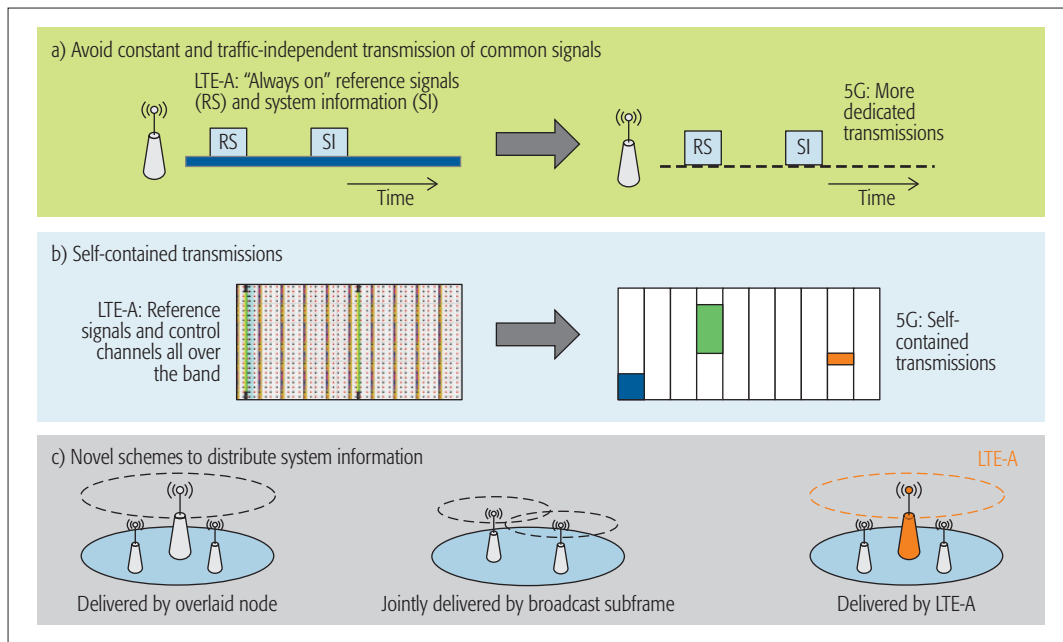 a) Avoid constant and traffic-independent transmission of common signals
LTE-A: “Always on” reference signals
(RS) and system information (SI)
RS
SI
Time
5G: More
dedicated
transmissions
RS
SI
Time
b) Self-contained transmissions
LTE-A: Reference
signals and control
channels all over
the band
5G: Self-
contained
transmissions
c) Novel schemes to distribute system information
LTE-A
Delivered by overlaid node
Jointly delivered by broadcast subframe
Delivered by LTE-A